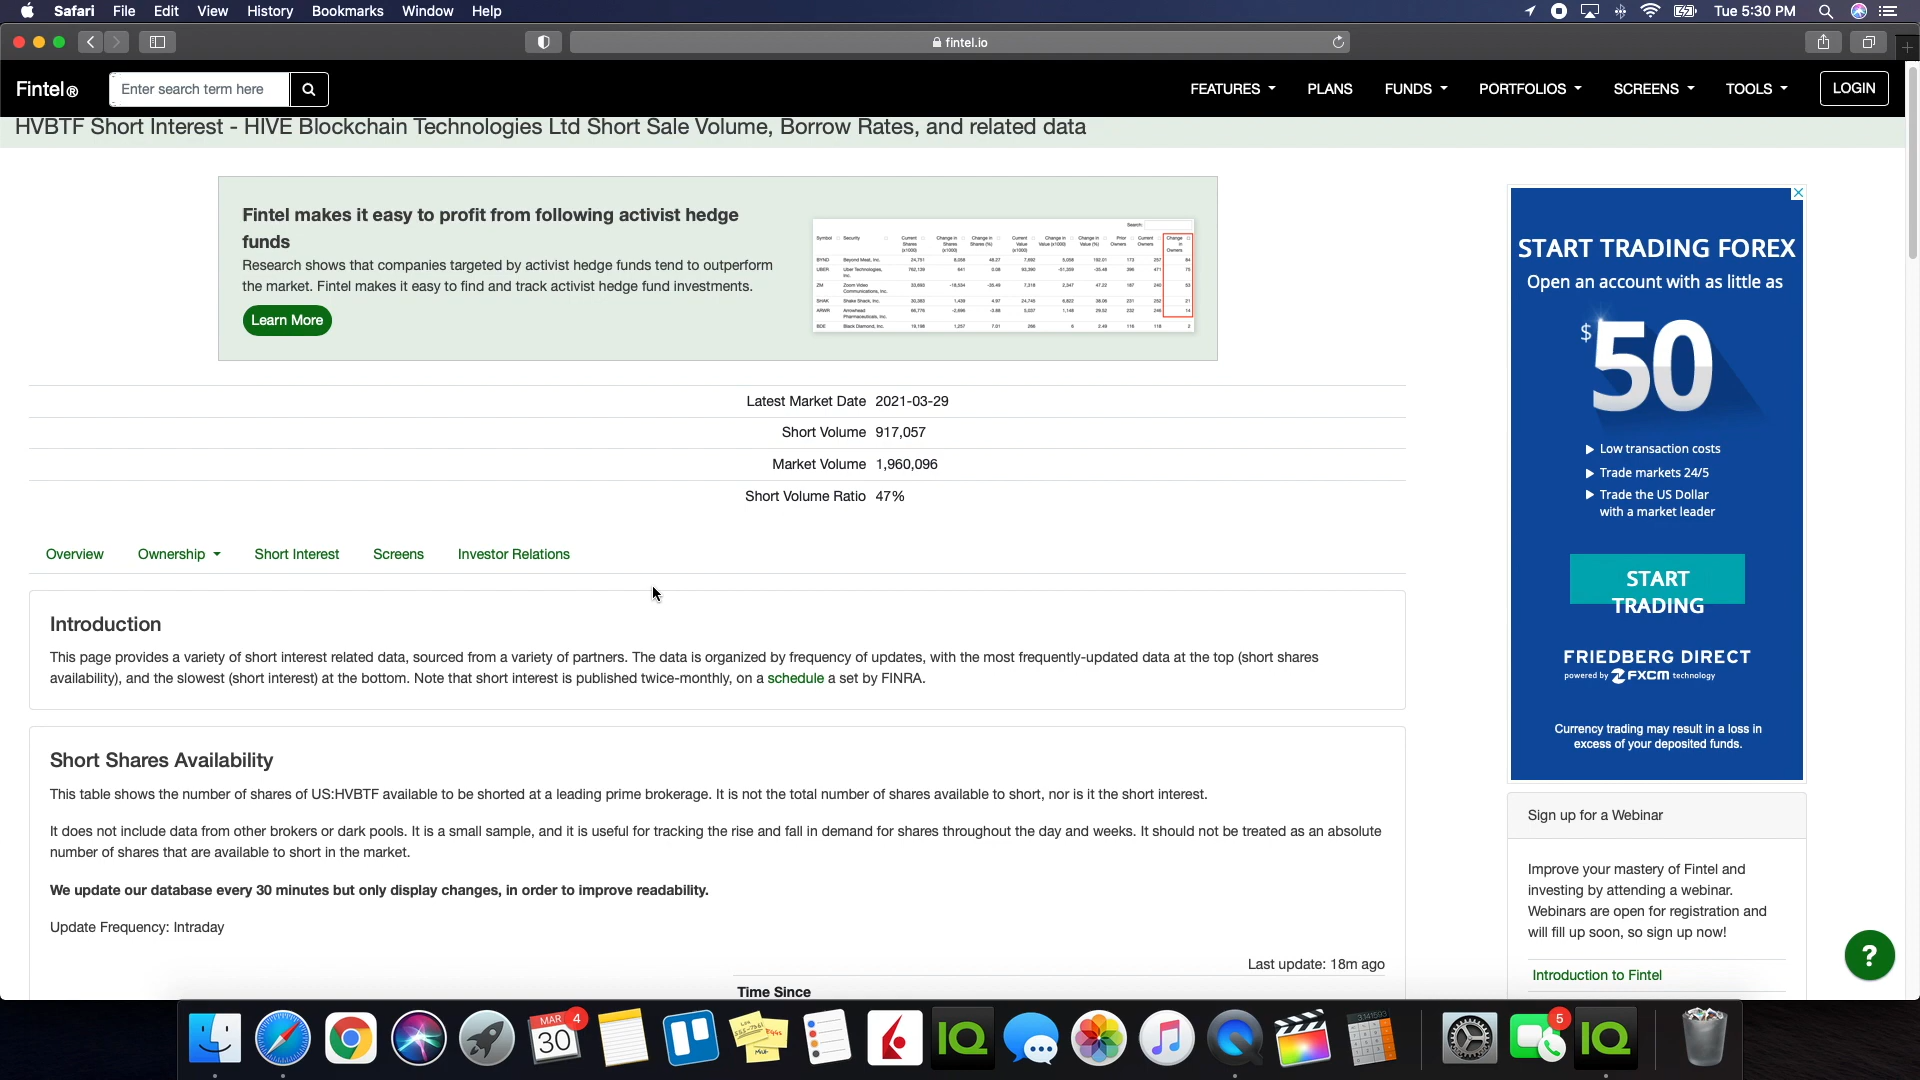 Safari File Edit View History Bookmarks Window Help Tue 5:30 PM
fintel.io
Fintel® Enter search term here FEATURES PLANS FUNDS PORTFOLIOS SCREENS TOOLS LOGIN
HVBTF Short Interest - HIVE Blockchain Technologies Ltd Short Sale Volume, Borrow Rates, and related data
Fintel makes it easy to profit from following activist hedge
funds
Research shows that companies targeted by activist hedge funds tend to outperform
the market. Fintel makes it easy to find and track activist hedge fund investments.
Learn More
Latest Market Date 2021-03-29
Short Volume 917,057
Market Volume 1,960,096
Short Volume Ratio 47%
Overview Ownership Short Interest Screens Investor Relations
Introduction
This page provides a variety of short interest related data, sourced from a variety of partners. The data is organized by frequency of updates, with the most frequently-updated data at the top (short shares
availability), and the slowest (short interest) at the bottom. Note that short interest is published twice-monthly, on a schedule a set by FINRA.
Short Shares Availability
This table shows the number of shares of US:HVBTF available to be shorted at a leading prime brokerage. It is not the total number of shares available to short, nor is it the short interest.
It does not include data from other brokers or dark pools. It is a small sample, and it is useful for tracking the rise and fall in demand for shares throughout the day and weeks. It should not be treated as an absolute
number of shares that are available to short in the market.
We update our database every 30 minutes but only display changes, in order to improve readability.
Update Frequency: Intraday
Last update: 18m ago
Time Since
START TRADING FOREX
Open an account with as little as
$50
Low transaction costs
Trade markets 24/5
Trade the US Dollar
with a market leader
START
TRADING
FRIEDBERG DIRECT
powered by FXCM technology
Currency trading may result in a loss in
excess of your deposited funds.
Sign up for a Webinar
Improve your mastery of Fintel and
investing by attending a webinar.
Webinars are open for registration and
will fill up soon, so sign up now!
Introduction to Fintel
?
MAR 4
30
IQ
5
IQ